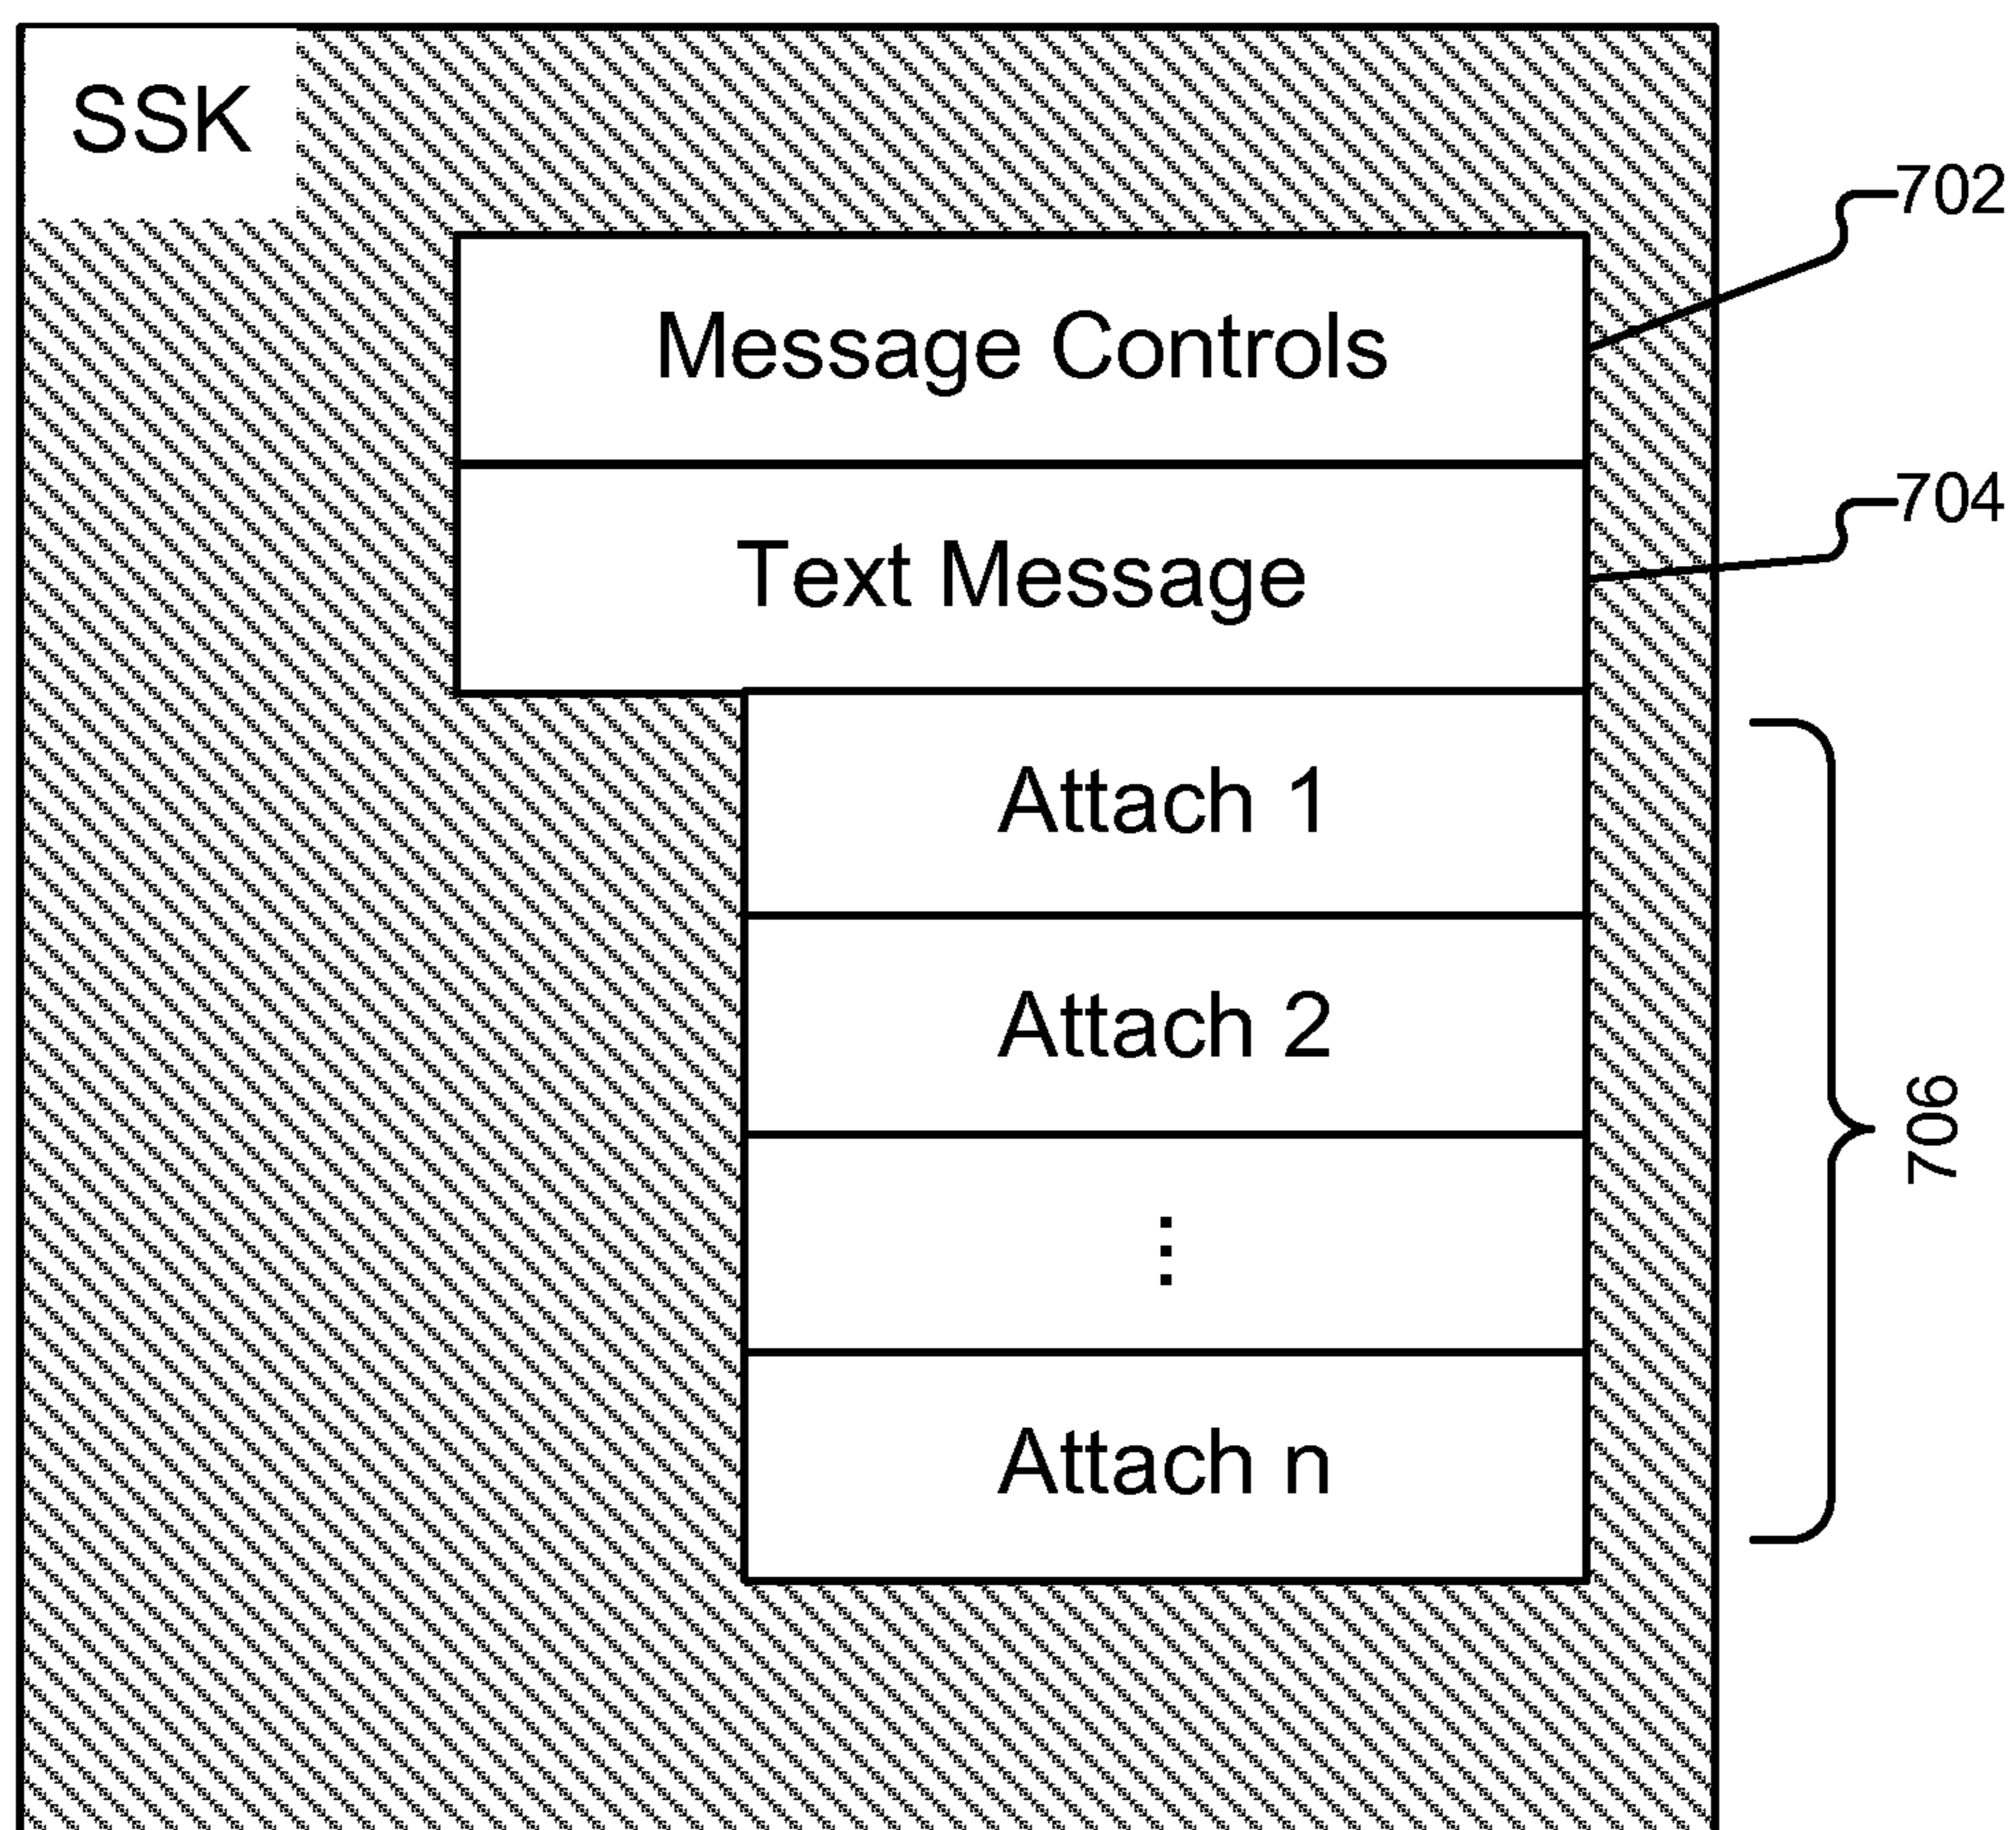 SSK
702
Message Controls
704
Text Message
Attach 1
Attach 2
706
⋮
Attach n